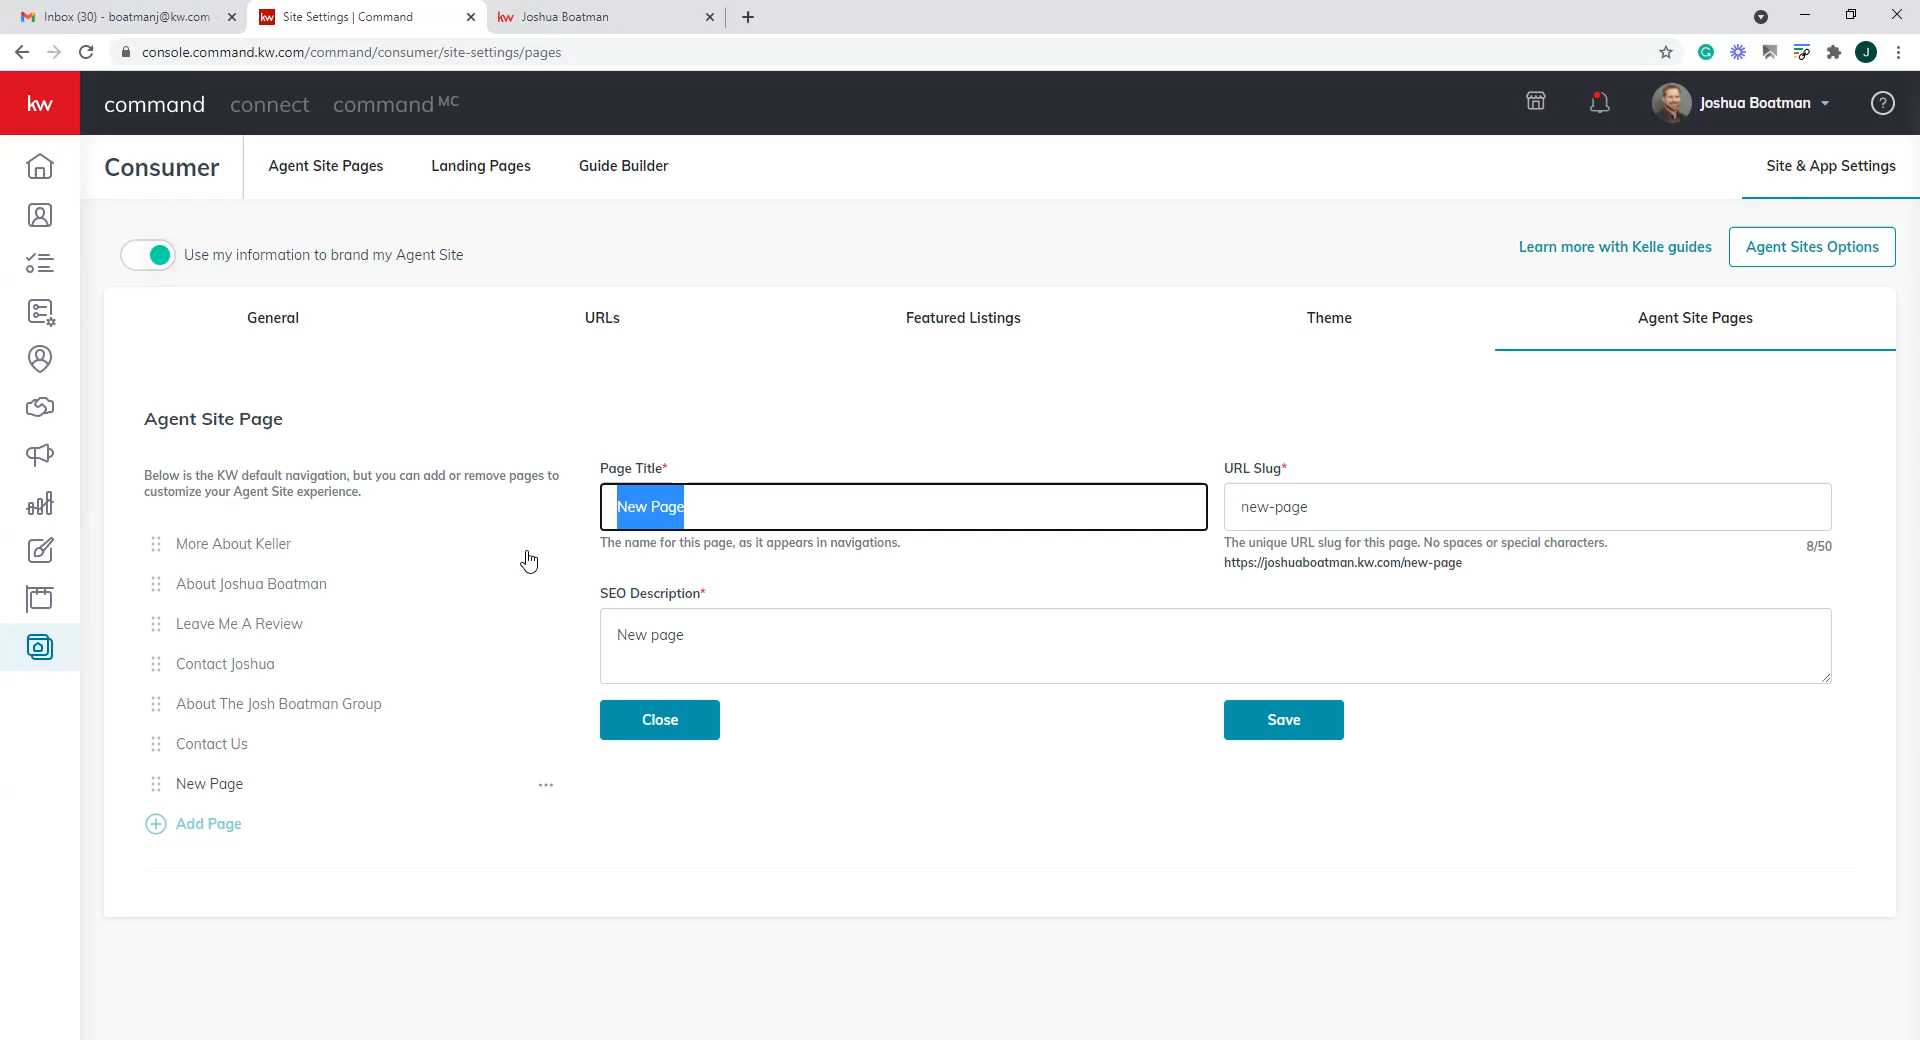 Inbox (30) - boatmanj@kw.com
Site Settings | Command
kw Joshua Boatman
console.command.kw.com/command/consumer/site-settings/pages
J
kw command connect command MC Joshua Boatman ?
Consumer Agent Site Pages Landing Pages Guide Builder Site & App Settings
Use my information to brand my Agent Site Learn more with Kelle guides Agent Sites Options
General URLs Featured Listings Theme Agent Site Pages
Agent Site Page
Below is the KW default navigation, but you can add or remove pages to
customize your Agent Site experience.
More About Keller
About Joshua Boatman
Leave Me A Review
Contact Joshua
About The Josh Boatman Group
Contact Us
New Page
Add Page
Page Title*
New Page
The name for this page, as it appears in navigations.
URL Slug*
new-page
The unique URL slug for this page. No spaces or special characters. 8/50
https://joshuaboatman.kw.com/new-page
SEO Description*
New page
Close Save